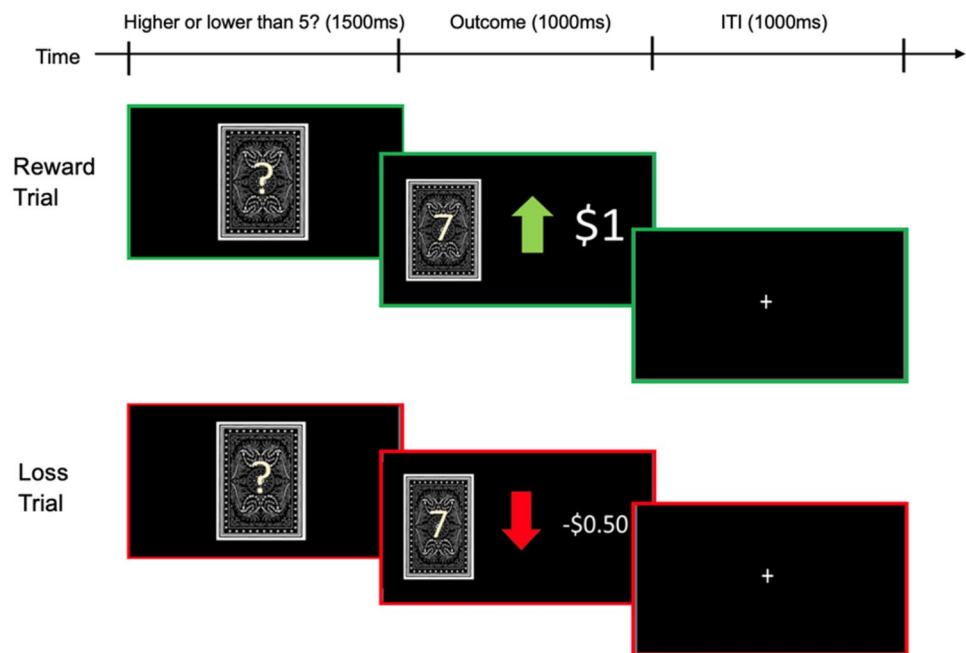 Higher or lower than 5? (1500ms)
Outcome (1000ms)
ITI (1000ms)
Time
Reward
Trial
?
7
$1
+
Loss
Trial
?
7
-$0.50
+